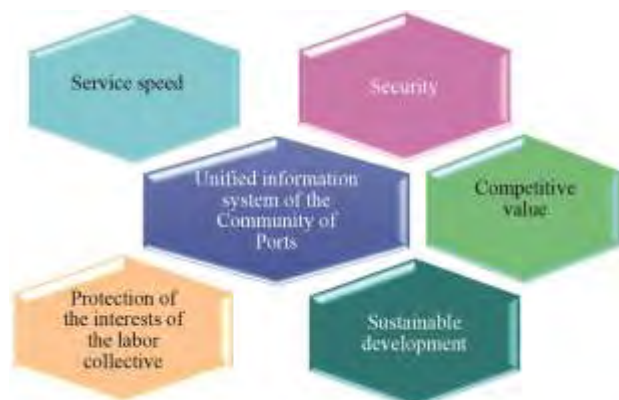 Service speed
Security
Unified information
system of the
Community of
Ports
Competitive
value
Protection of
the interests of
the labor
collective
Sustainable
development